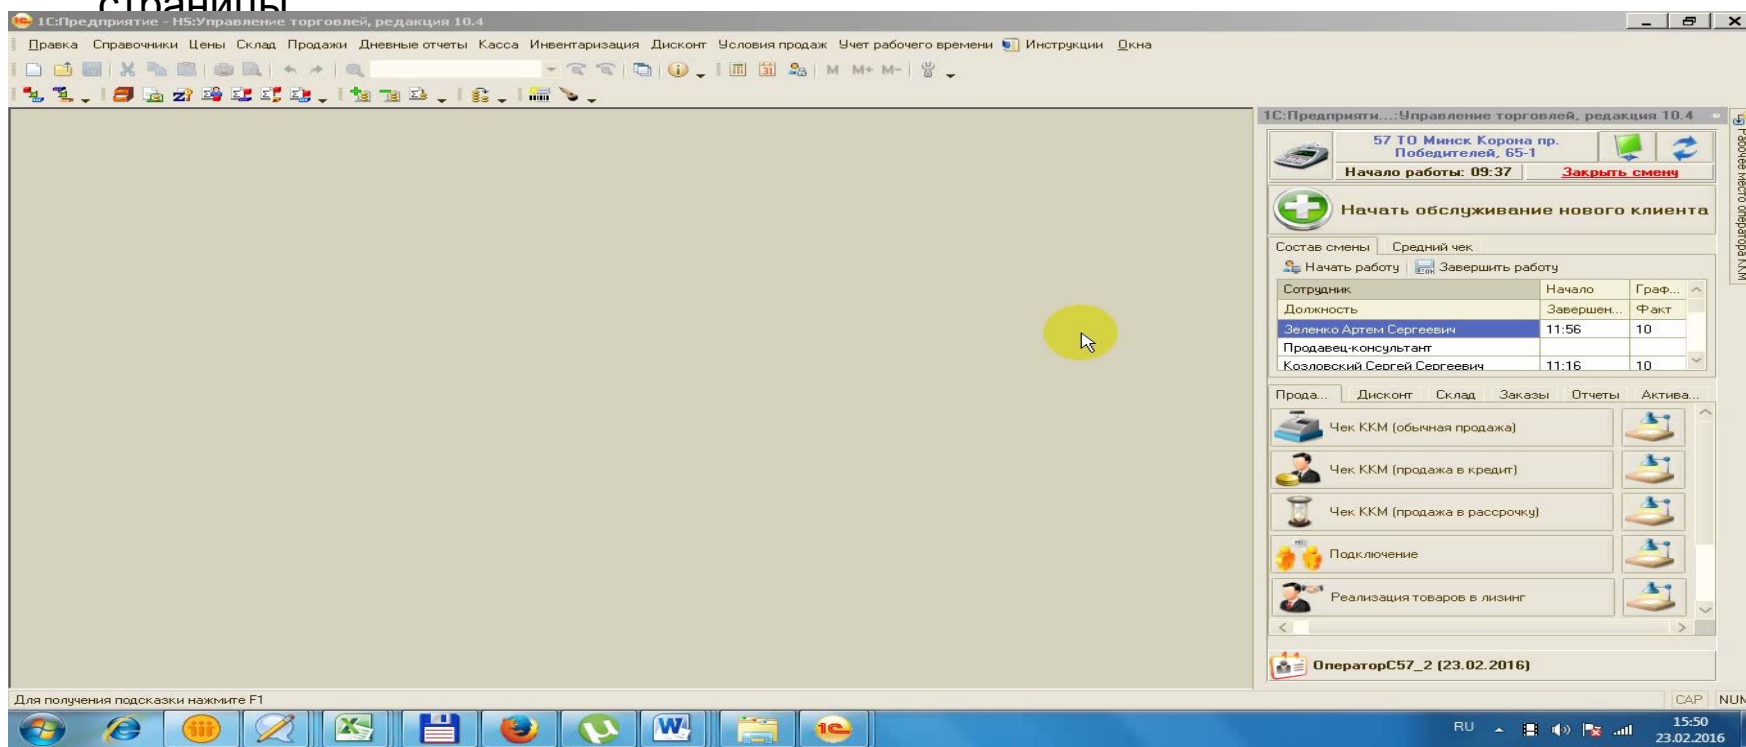 страницы
1С:Предприятие - HS:Управление торговлей, редакция 10.4
Правка Справочники Цены Склад Продажи Дневные отчеты Касса Инвентаризация Дисконт Условия продаж Учет рабочего времени Инструкции Окна
M M+ M-
1С:Предприяти...:Управление торговлей, редакция 10.4
57 ТО Минск Корона пр.
Победителей, 65-1
Начало работы: 09:37 Закрыть смену
Начать обслуживание нового клиента
Состав смены Средний чек
Начать работу Завершить работу
Сотрудник Начало Граф...
Должность Завершен... Факт
Зеленко Артем Сергеевич 11:56 10
Продавец-консультант
Козловский Сергей Сергеевич 11:16 10
Прода... Дисконт Склад Заказы Отчеты Актива...
Чек ККМ (обычная продажа)
Чек ККМ (продажа в кредит)
Чек ККМ (продажа в рассрочку)
Подключение
Реализация товаров в лизинг
ОператорС57_2 (23.02.2016)
Рабочее место оператора ККМ
Для получения подсказки нажмите F1
CAP NUM
RU 15:50
23.02.2016